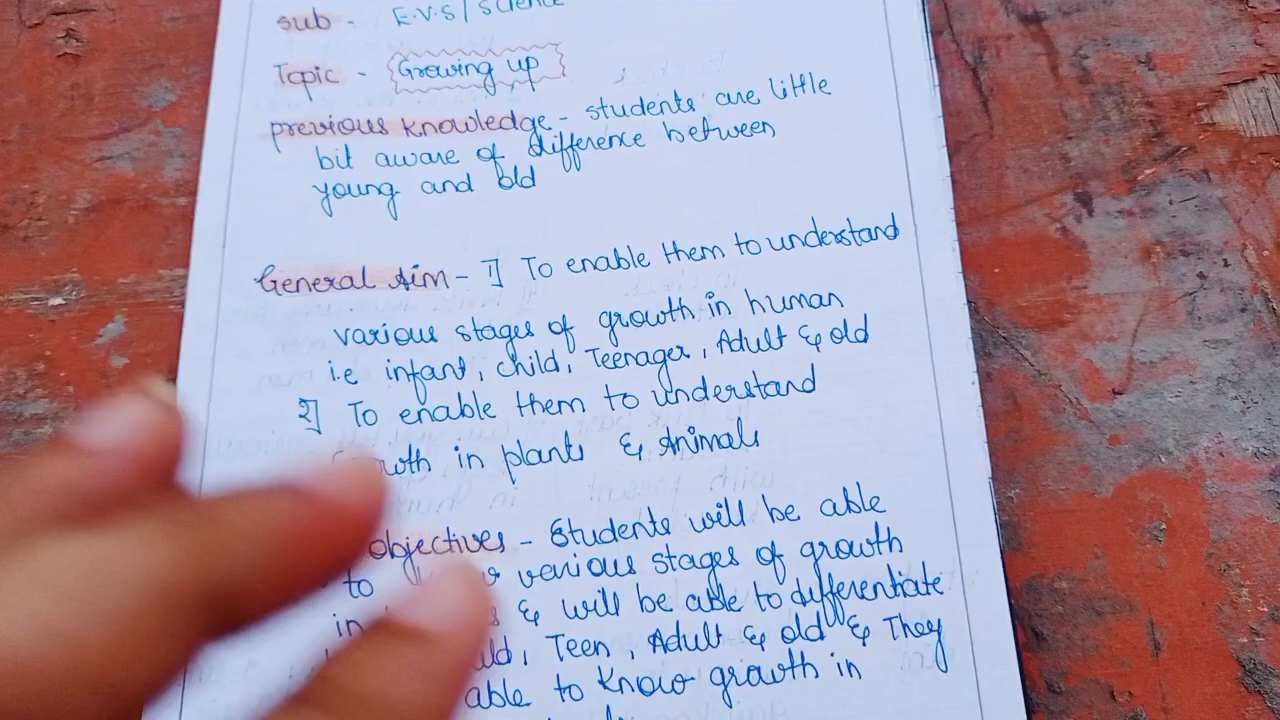 sub - E.V.S / Science
Topic - Growing up
previous knowledge - students are little
bit aware of difference between
young and old
General Aim - 1] To enable them to understand
various stages of growth in human
i.e infant, child, Teenager, Adult & old
2] To enable them to understand
in plants & Animals
objectives - Students will be able
to various stages of growth
in & will be able to differentiate
Teen, Adult & old & They
able to know growth in